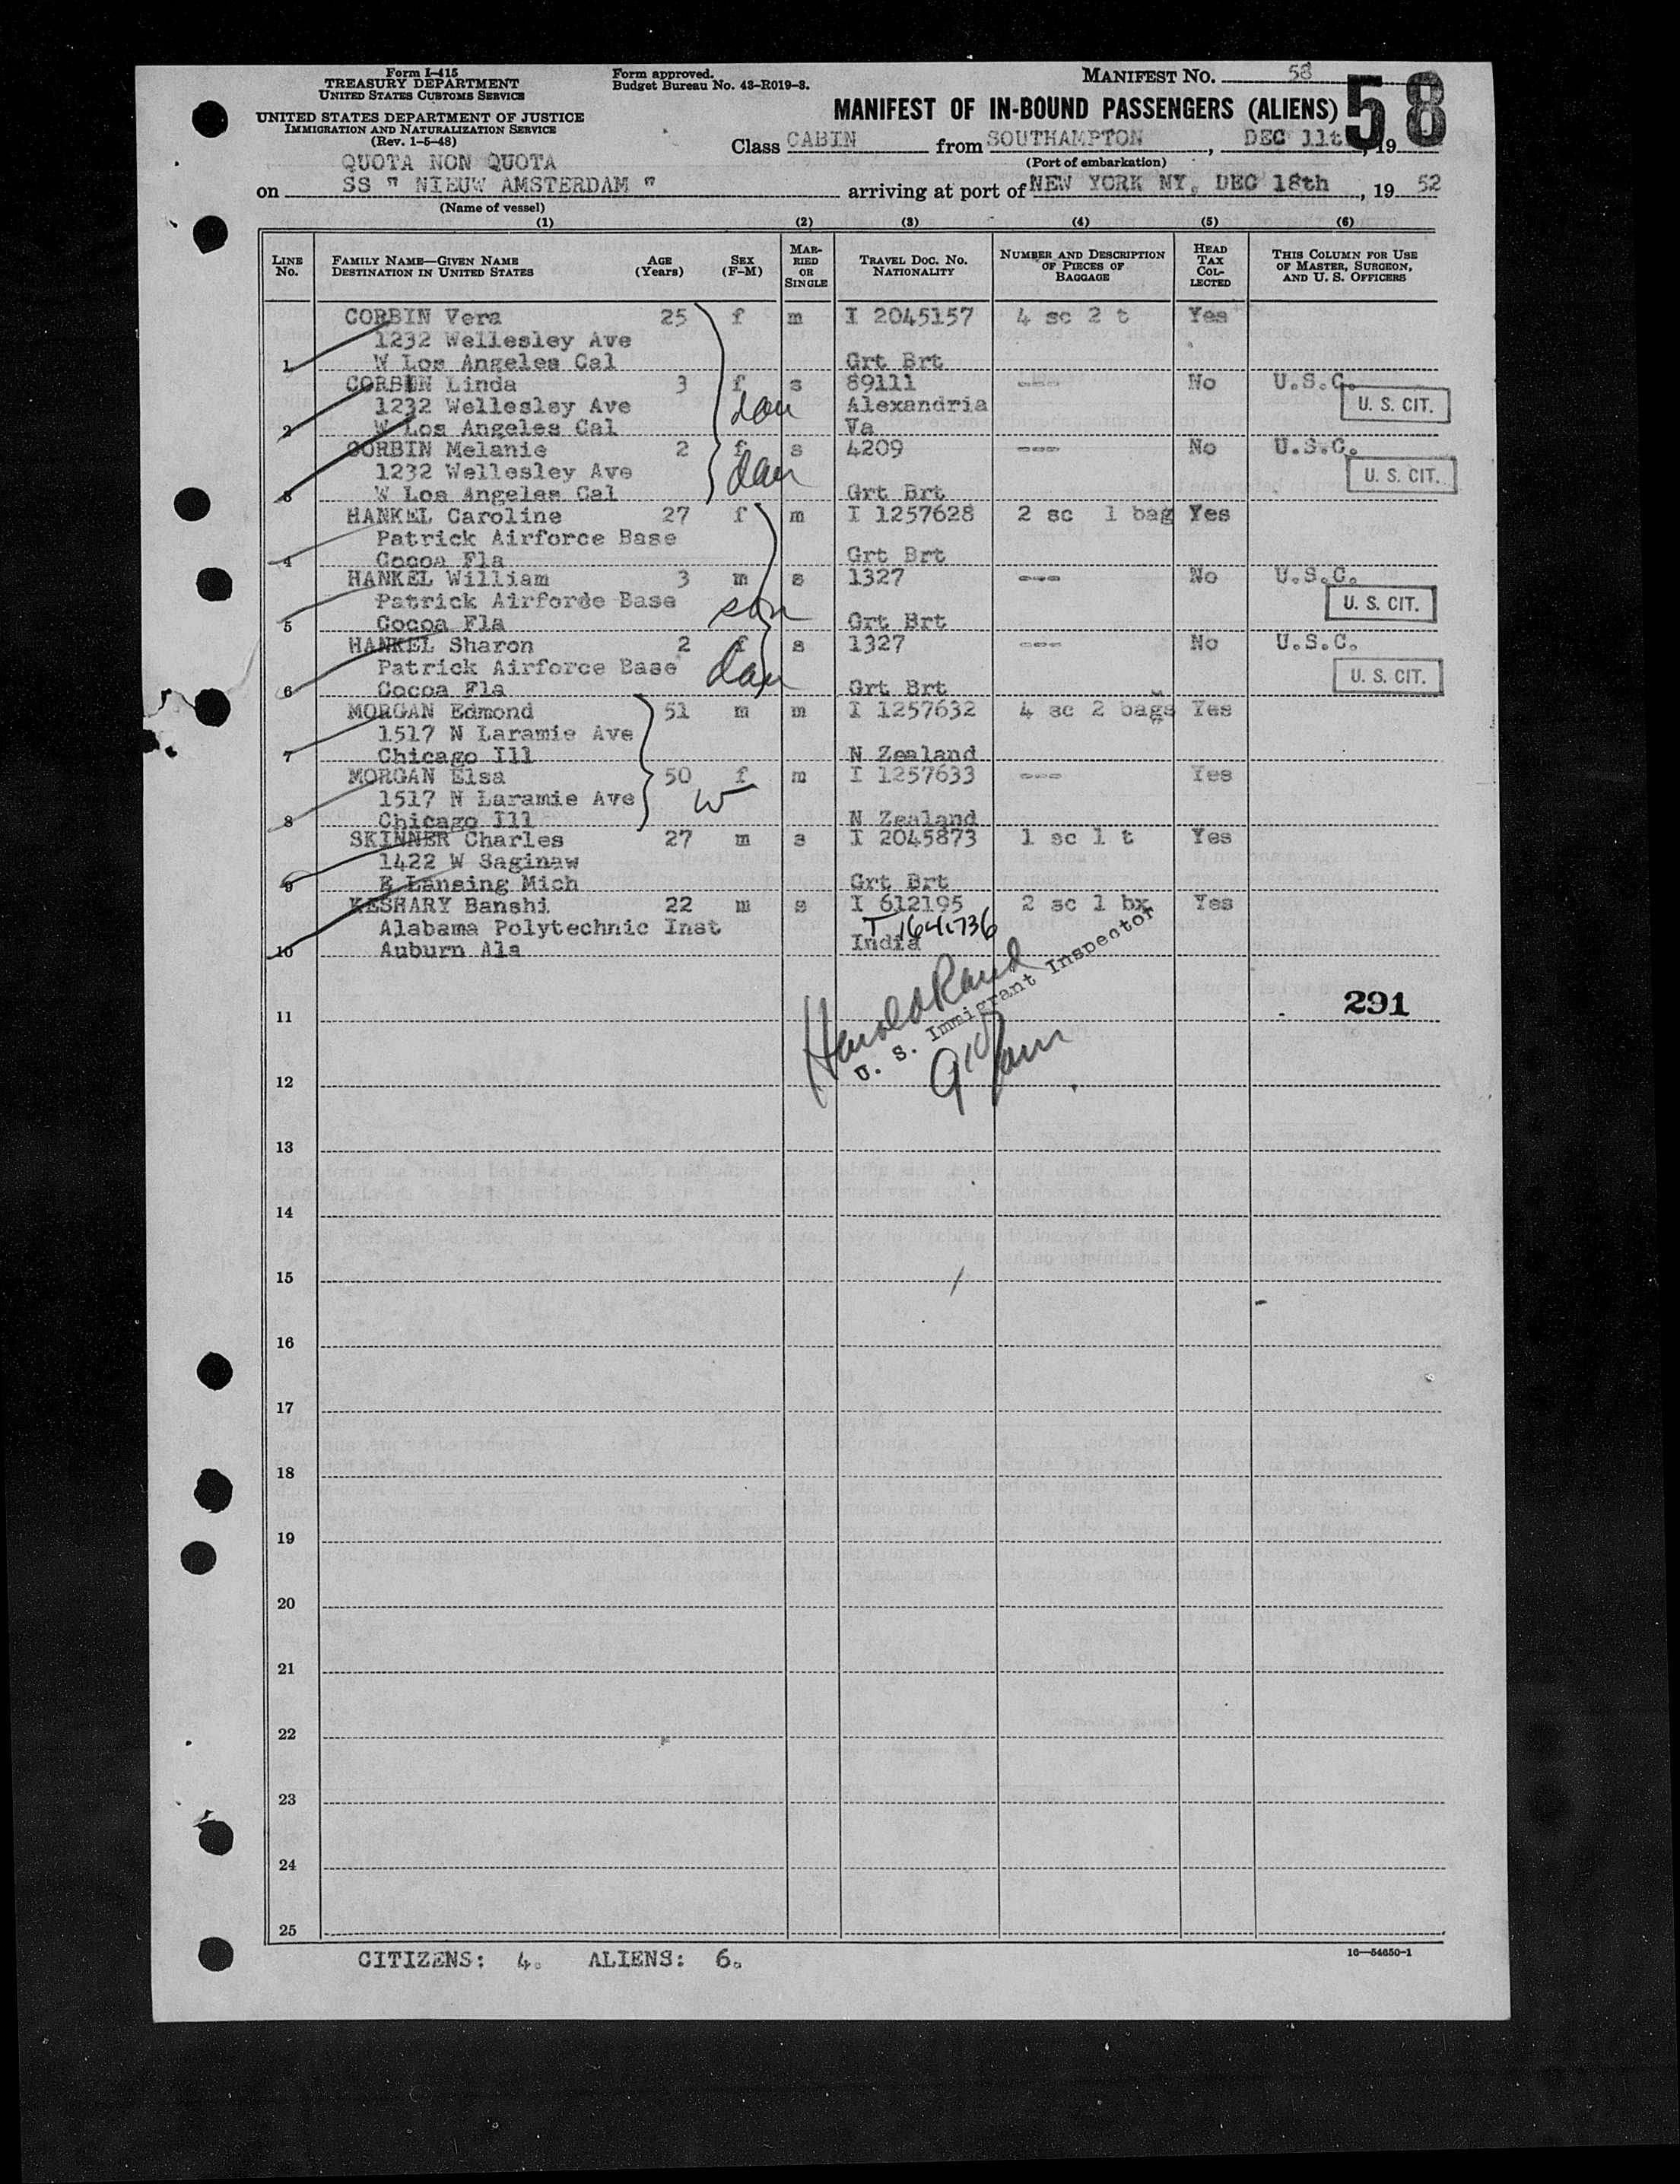 Form I-415
TREASURY DEPARTMENT
UNITED STATES CUSTOMS SERVICE
UNITED STATES DEPARTMENT OF JUSTICE
IMMIGRATION AND NATURALIZATION SERVICE
(Rev. 1-5-48)
Form approved.
Budget Bureau No. 43-R019-3.
MANIFEST NO. 58
58
MANIFEST OF IN-BOUND PASSENGERS (ALIENS)
Class CABIN from SOUTHAMPTON, DEC 11t, 19
(Port of embarkation)
QUOTA NON QUOTA
on SS " NIEUW AMSTERDAM " arriving at port of NEW YORK NY, DEC 18th, 19 52
(Name of vessel)
(1) (2) (3) (4) (5) (6)
LINE No. FAMILY NAME—GIVEN NAME DESTINATION IN UNITED STATES AGE (Years) SEX (F-M) MARRIED OR SINGLE TRAVEL DOC. NO. NATIONALITY NUMBER AND DESCRIPTION OF PIECES OF BAGGAGE HEAD TAX COLLECTED THIS COLUMN FOR USE OF MASTER, SURGEON, AND U. S. OFFICERS
CORBIN Vera 25 f m I 2045157 4 sc 2 t Yes
1232 Wellesley Ave
1 W Los Angeles Cal Grt Brt
CORBIN Linda 3 f s 89111 --- No U.S.C.
1232 Wellesley Ave dau Alexandria U. S. CIT.
2 W Los Angeles Cal Va
CORBIN Melanie 2 f s 4209 --- No U.S.C.
1232 Wellesley Ave dau U. S. CIT.
3 W Los Angeles Cal Grt Brt
HANKEL Caroline 27 f m I 1257628 2 sc 1 bag Yes
Patrick Airforce Base
4 Cocoa Fla Grt Brt
HANKEL William 3 m s 1327 --- No U.S.C.
Patrick Airforde Base son U. S. CIT.
5 Cocoa Fla Grt Brt
HANKEL Sharon 2 f s 1327 --- No U.S.C.
Patrick Airforce Base dau U. S. CIT.
6 Cocoa Fla Grt Brt
MORGAN Edmond 51 m m I 1257632 4 sc 2 bags Yes
1517 N Laramie Ave
7 Chicago Ill N Zealand
MORGAN Elsa 50 f m I 1257633 --- Yes
1517 N Laramie Ave W
8 Chicago Ill N Zealand
SKINNER Charles 27 m s I 2045873 1 sc 1 t Yes
1422 W Saginaw
9 E Lansing Mich Grt Brt
KESHARY Banshi 22 m s I 612195 2 sc 1 bx Yes
Alabama Polytechnic Inst T 1641736
10 Auburn Ala India
Harold Rand
U. S. Immigrant Inspector
291
11
12
13
14
15
16
17
18
19
20
21
22
23
24
25
CITIZENS: 4. ALIENS: 6.
16—54650-1